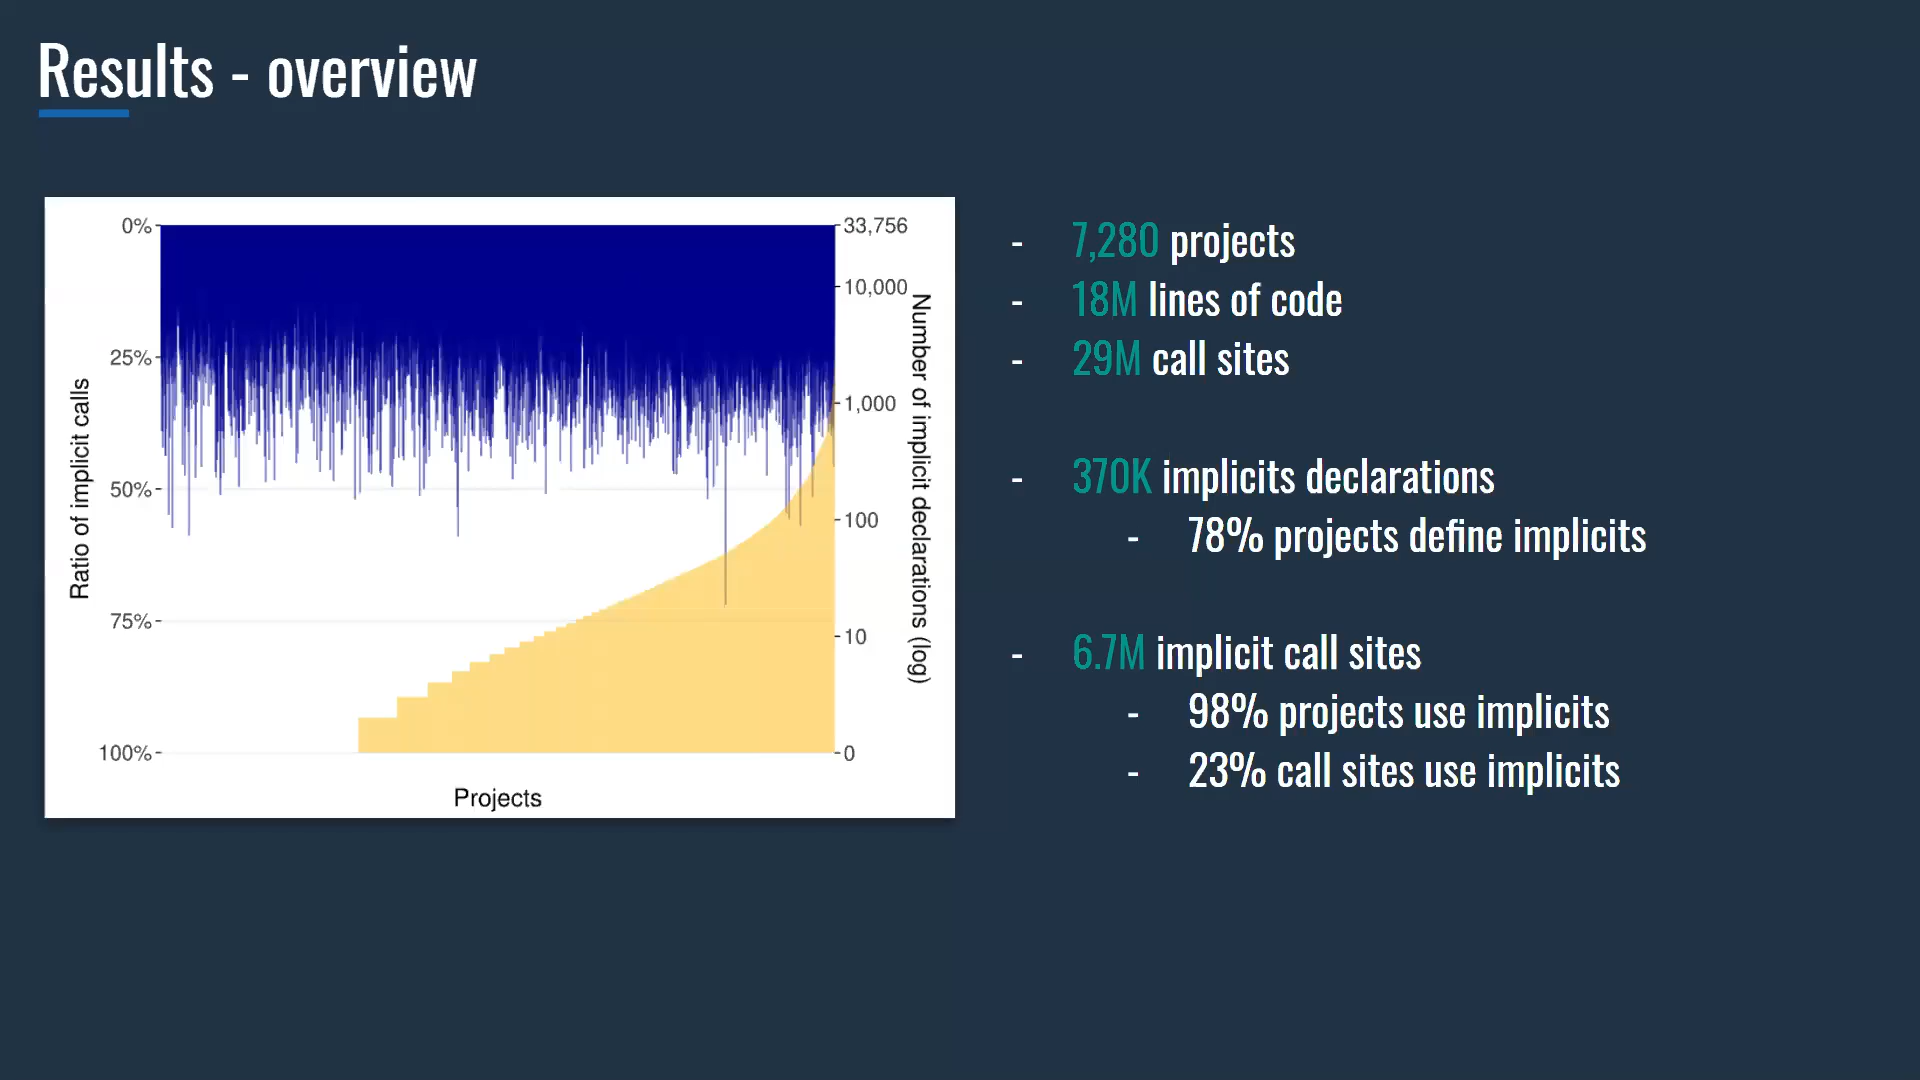 Results - overview
0%
25%
50%
75%
100%
Ratio of implicit calls
33,756
10,000
1,000
100
10
0
Number of implicit declarations (log)
Projects
- 7,280 projects
- 18M lines of code
- 29M call sites
- 370K implicits declarations
- 78% projects define implicits
- 6.7M implicit call sites
- 98% projects use implicits
- 23% call sites use implicits